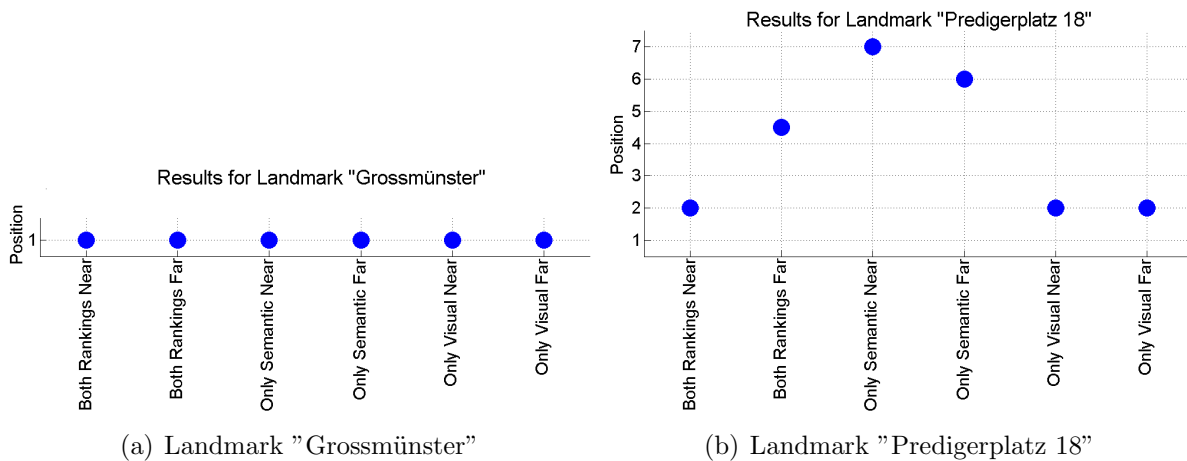 Results for Landmark "Grossmünster"
Position
1
Both Rankings Near
Both Rankings Far
Only Semantic Near
Only Semantic Far
Only Visual Near
Only Visual Far
(a) Landmark ”Grossmünster”
Results for Landmark "Predigerplatz 18"
Position
7
6
5
4
3
2
1
Both Rankings Near
Both Rankings Far
Only Semantic Near
Only Semantic Far
Only Visual Near
Only Visual Far
(b) Landmark ”Predigerplatz 18”